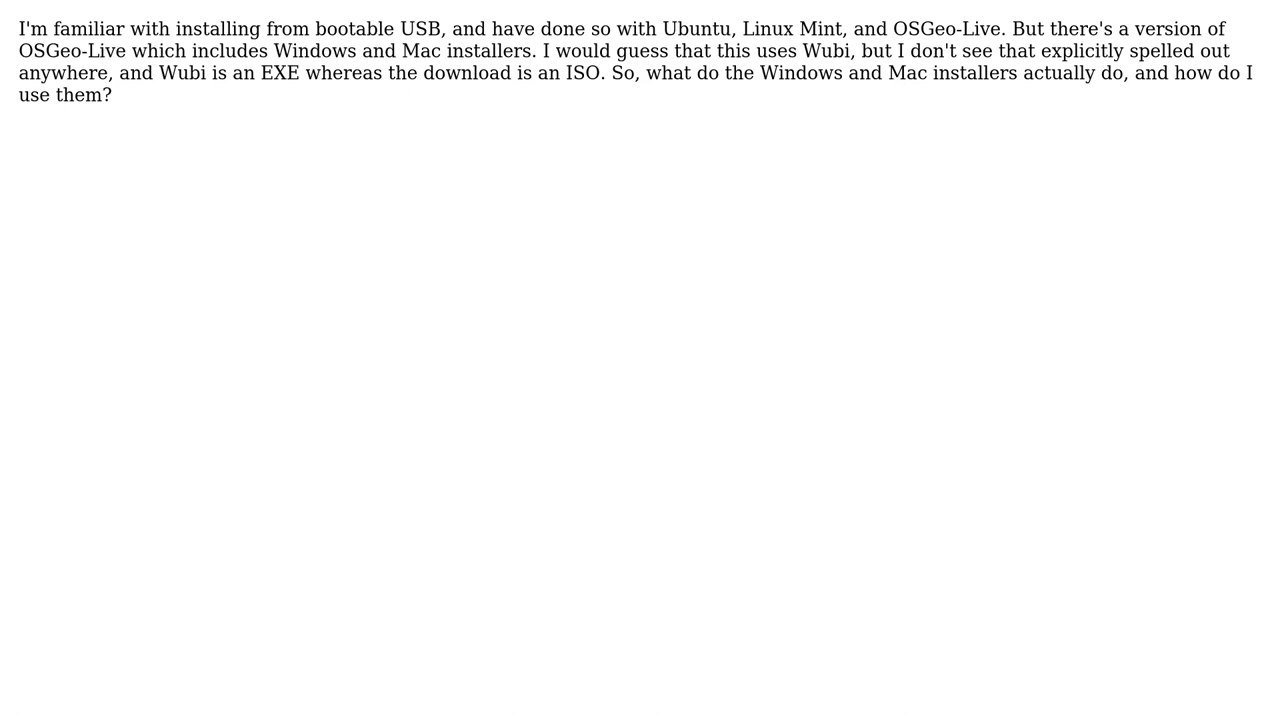 I'm familiar with installing from bootable USB, and have done so with Ubuntu, Linux Mint, and OSGeo-Live. But there's a version of
OSGeo-Live which includes Windows and Mac installers. I would guess that this uses Wubi, but I don't see that explicitly spelled out
anywhere, and Wubi is an EXE whereas the download is an ISO. So, what do the Windows and Mac installers actually do, and how do I
use them?